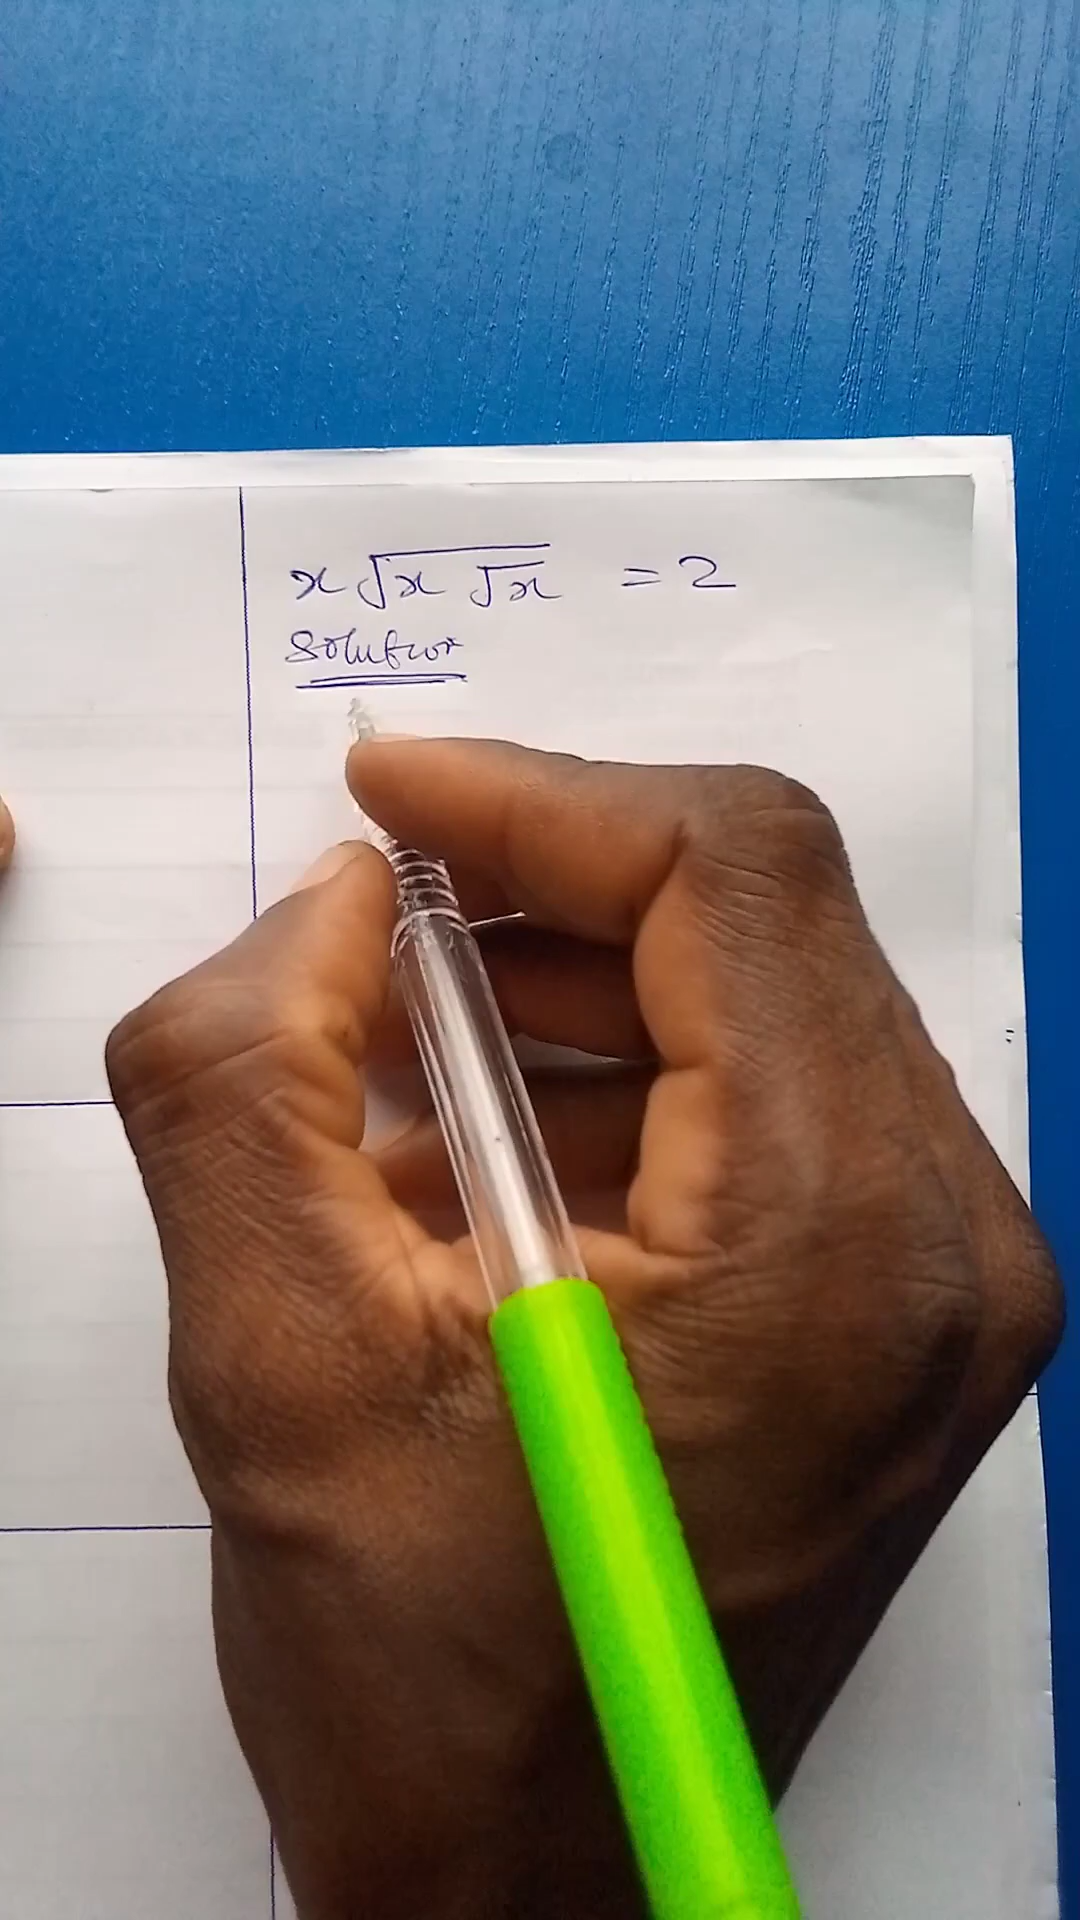 x√(x√x) = 2
Solution